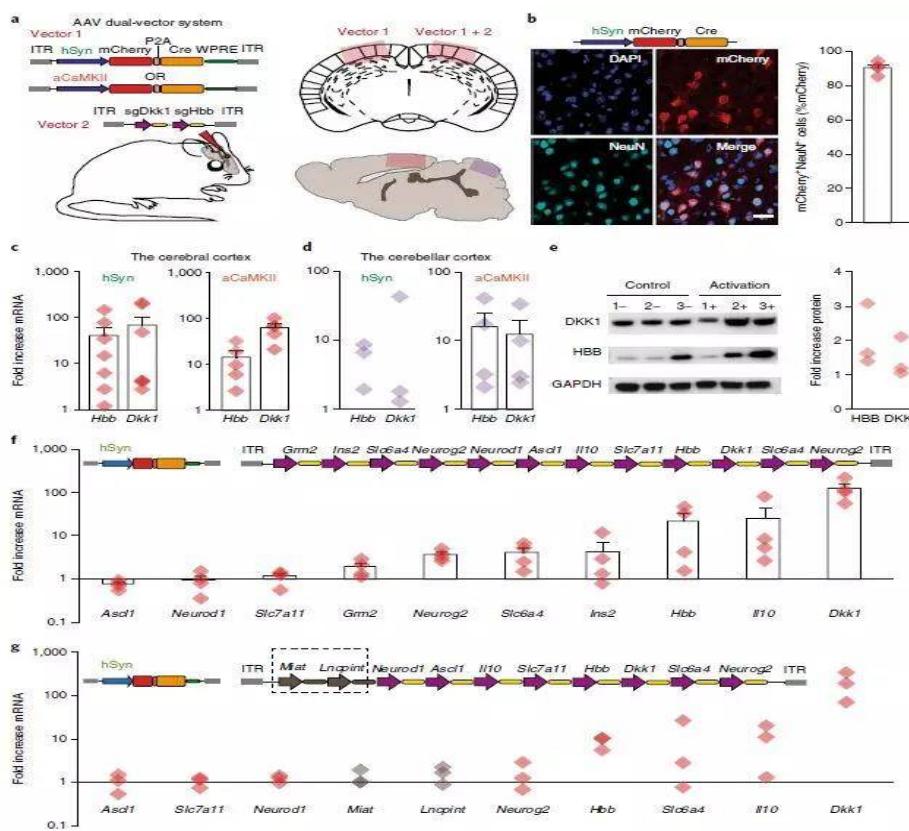 a
AAV dual-vector system
Vector 1
P2A
ITR hSyn mCherry Cre WPRE ITR
aCaMKII OR
ITR sgDkk1 sgHbb ITR
Vector 2
Vector 1 Vector 1 + 2
b
hSyn mCherry Cre
DAPI mCherry
NeuN Merge
mCherry+NeuN+ cells (%mCherry)
100
80
60
40
20
0
c
The cerebral cortex
hSyn
aCaMKII
Fold increase mRNA
1,000
100
10
1
Hbb Dkk1
1,000
100
10
1
Hbb Dkk1
d
The cerebellar cortex
hSyn
aCaMKII
100
10
1
Hbb Dkk1
100
10
1
Hbb Dkk1
e
Control Activation
1– 2– 3– 1+ 2+ 3+
DKK1
HBB
GAPDH
Fold increase protein
4
3
2
1
0
HBB DKK
f
hSyn
ITR Grm2 Ins2 Slc6a4 Neurog2 Neurod1 Ascl1 Il10 Slc7a11 Hbb Dkk1 Slc6a4 Neurog2 ITR
Fold increase mRNA
1,000
100
10
1
0.1
Ascl1 Neurod1 Slc7a11 Grm2 Neurog2 Slc6a4 Ins2 Hbb Il10 Dkk1
g
hSyn
ITR Miat Lncpint Neurod1 Ascl1 Il10 Slc7a11 Hbb Dkk1 Slc6a4 Neurog2 ITR
Fold increase mRNA
1,000
100
10
1
0.1
Ascl1 Slc7a11 Neurod1 Miat Lncpint Neurog2 Hbb Slc6a4 Il10 Dkk1